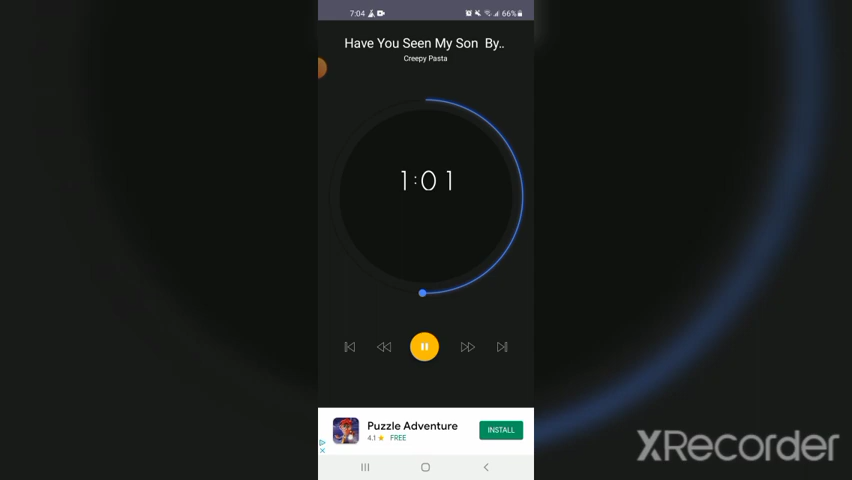 7:04 66%
Have You Seen My Son By..
Creepy Pasta
1:01
Puzzle Adventure
4.1 FREE
INSTALL
XRecorder